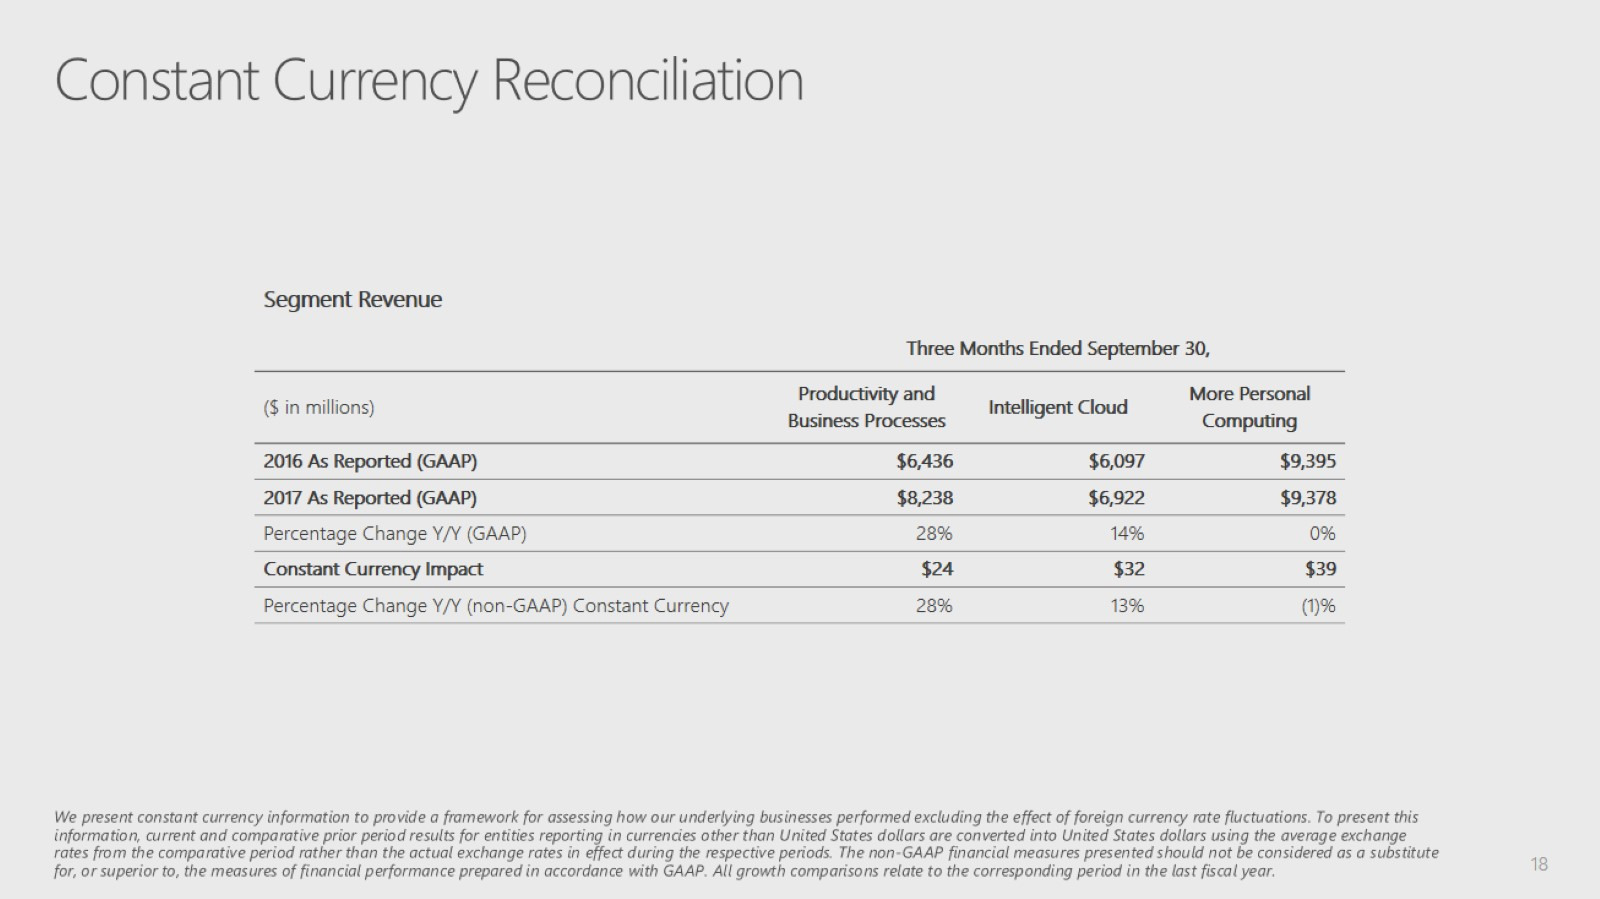 Constant Currency Reconciliation
Segment Revenue
Three Months Ended September 30,
($ in millions) Productivity and Business Processes Intelligent Cloud More Personal Computing
2016 As Reported (GAAP) $6,436 $6,097 $9,395
2017 As Reported (GAAP) $8,238 $6,922 $9,378
Percentage Change Y/Y (GAAP) 28% 14% 0%
Constant Currency Impact $24 $32 $39
Percentage Change Y/Y (non-GAAP) Constant Currency 28% 13% (1)%
We present constant currency information to provide a framework for assessing how our underlying businesses performed excluding the effect of foreign currency rate fluctuations. To present this
information, current and comparative prior period results for entities reporting in currencies other than United States dollars are converted into United States dollars using the average exchange
rates from the comparative period rather than the actual exchange rates in effect during the respective periods. The non-GAAP financial measures presented should not be considered as a substitute
for, or superior to, the measures of financial performance prepared in accordance with GAAP. All growth comparisons relate to the corresponding period in the last fiscal year.
18